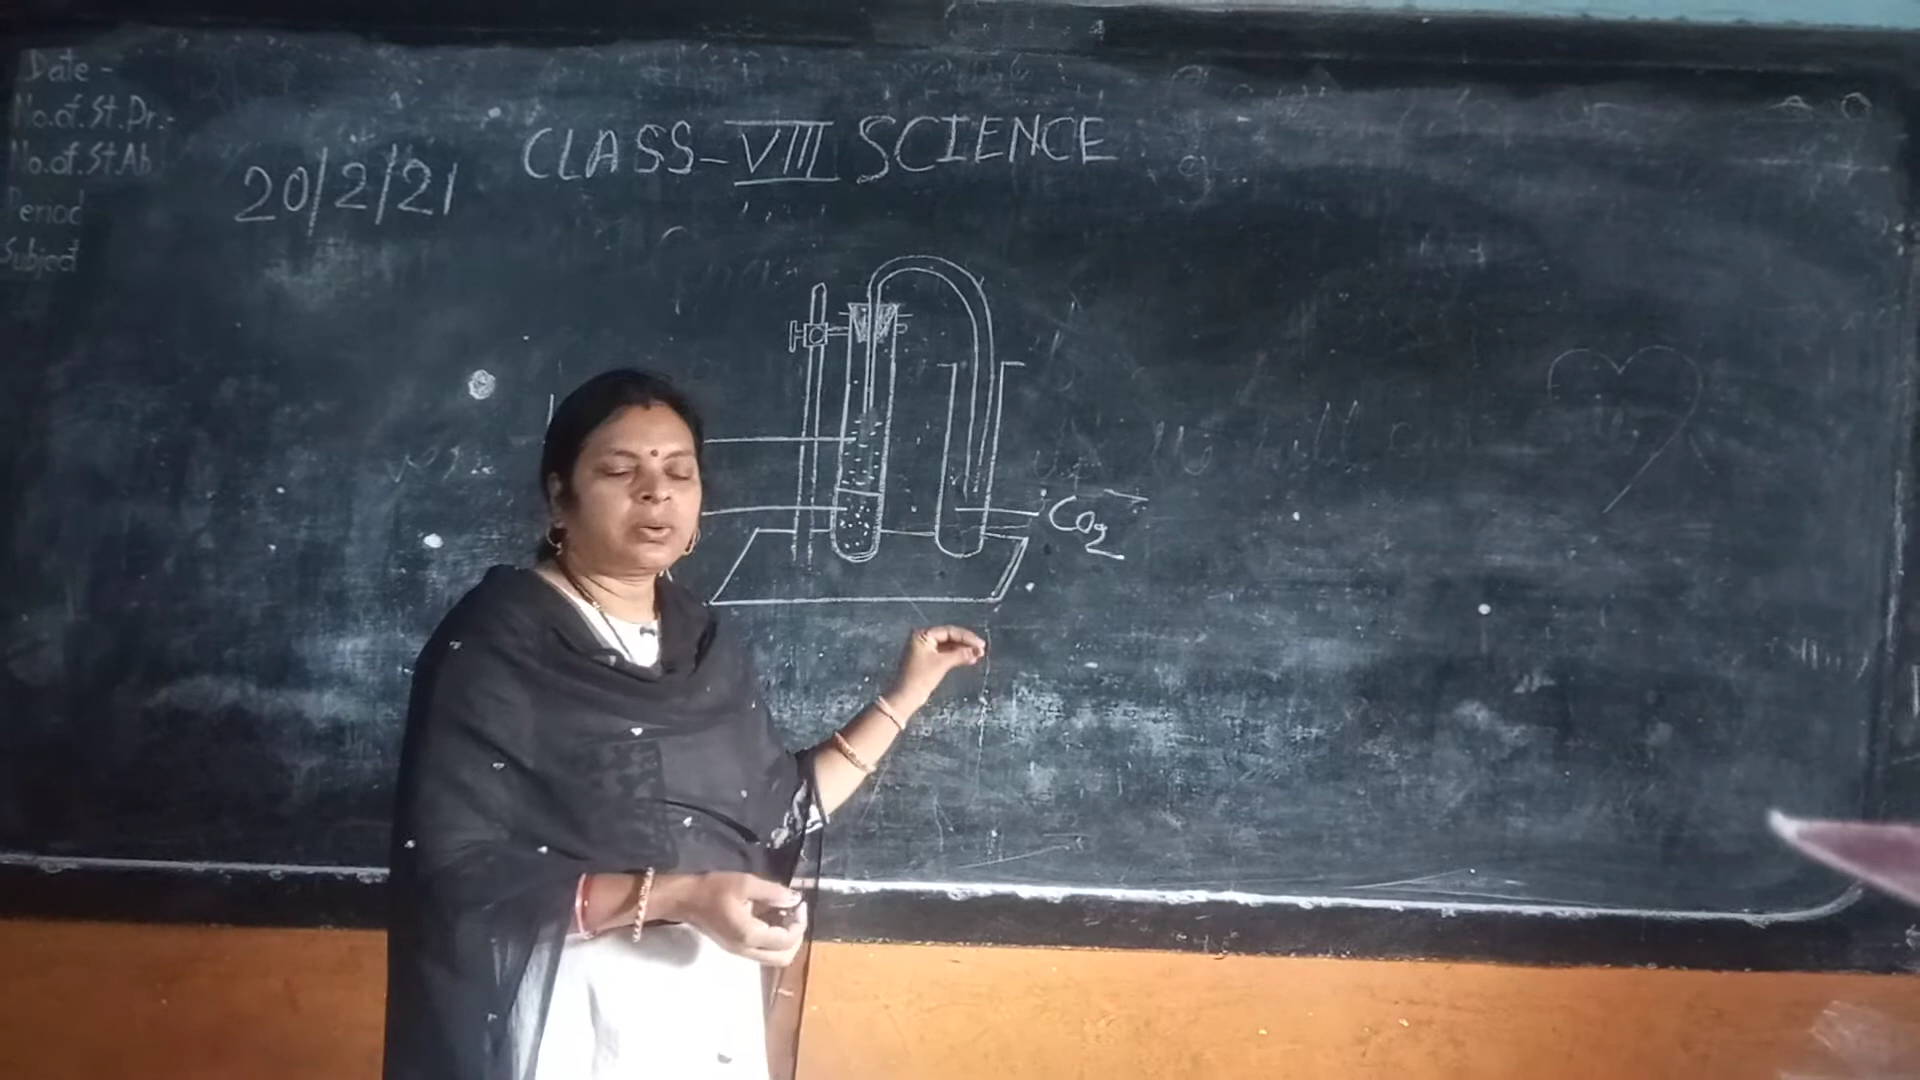 Date -
No.of.St.Pr.-
No.of.St.Ab
Period
Subject
20/2/21
CLASS-VIII SCIENCE
CO2